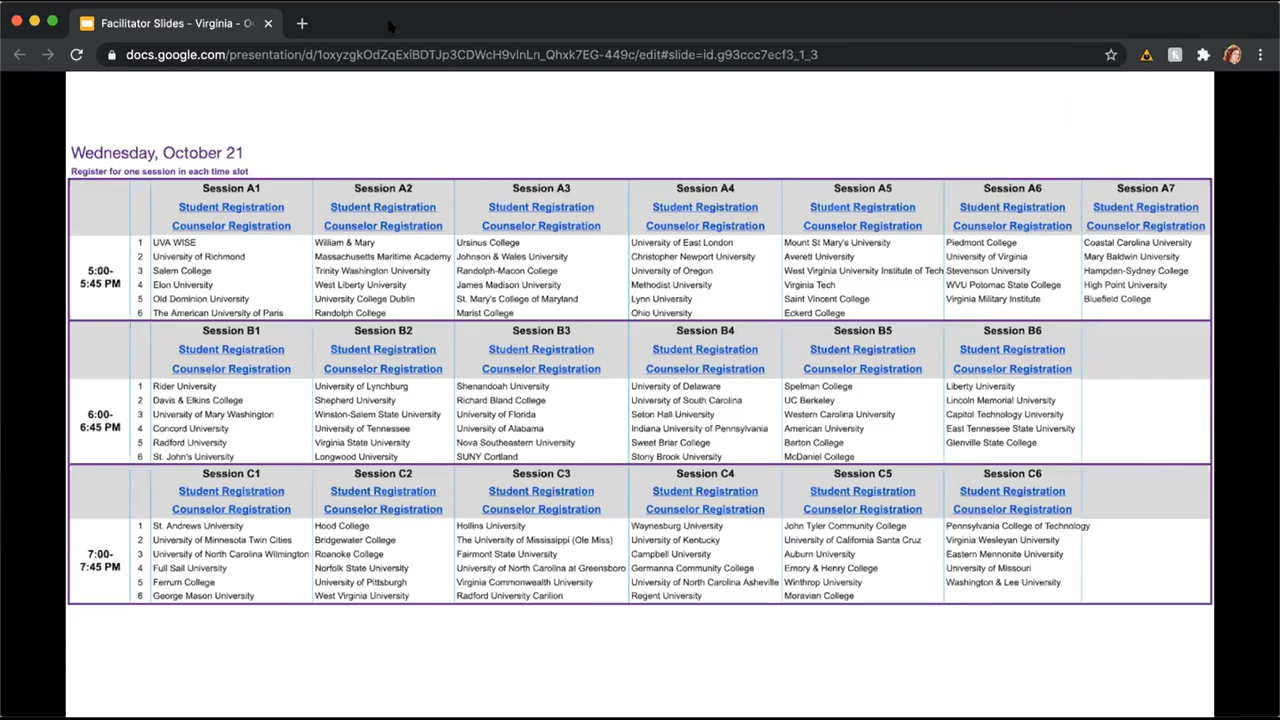 Facilitator Slides - Virginia - O
docs.google.com/presentation/d/1oxyzgkOdZqExiBDTJp3CDWcH9vlnLn_Qhxk7EG-449c/edit#slide=id.g93ccc7ecf3_1_3
Wednesday, October 21
Register for one session in each time slot
Session A1 Session A2 Session A3 Session A4 Session A5 Session A6 Session A7
Student Registration Student Registration Student Registration Student Registration Student Registration Student Registration Student Registration
Counselor Registration Counselor Registration Counselor Registration Counselor Registration Counselor Registration Counselor Registration Counselor Registration
5:00-
5:45 PM
1 UVA WISE William & Mary Ursinus College University of East London Mount St Mary's University Piedmont College Coastal Carolina University
2 University of Richmond Massachusetts Maritime Academy Johnson & Wales University Christopher Newport University Averett University University of Virginia Mary Baldwin University
3 Salem College Trinity Washington University Randolph-Macon College University of Oregon West Virginia University Institute of Tech Stevenson University Hampden-Sydney College
4 Elon University West Liberty University James Madison University Methodist University Virginia Tech WVU Potomac State College High Point University
5 Old Dominion University University College Dublin St. Mary's College of Maryland Lynn University Saint Vincent College Virginia Military Institute Bluefield College
6 The American University of Paris Randolph College Marist College Ohio University Eckerd College
Session B1 Session B2 Session B3 Session B4 Session B5 Session B6
Student Registration Student Registration Student Registration Student Registration Student Registration Student Registration
Counselor Registration Counselor Registration Counselor Registration Counselor Registration Counselor Registration Counselor Registration
6:00-
6:45 PM
1 Rider University University of Lynchburg Shenandoah University University of Delaware Spelman College Liberty University
2 Davis & Elkins College Shepherd University Richard Bland College University of South Carolina UC Berkeley Lincoln Memorial University
3 University of Mary Washington Winston-Salem State University University of Florida Seton Hall University Western Carolina University Capitol Technology University
4 Concord University University of Tennessee University of Alabama Indiana University of Pennsylvania American University East Tennessee State University
5 Radford University Virginia State University Nova Southeastern University Sweet Briar College Barton College Glenville State College
6 St. John's University Longwood University SUNY Cortland Stony Brook University McDaniel College
Session C1 Session C2 Session C3 Session C4 Session C5 Session C6
Student Registration Student Registration Student Registration Student Registration Student Registration Student Registration
Counselor Registration Counselor Registration Counselor Registration Counselor Registration Counselor Registration Counselor Registration
7:00-
7:45 PM
1 St. Andrews University Hood College Hollins University Waynesburg University John Tyler Community College Pennsylvania College of Technology
2 University of Minnesota Twin Cities Bridgewater College The University of Mississippi (Ole Miss) University of Kentucky University of California Santa Cruz Virginia Wesleyan University
3 University of North Carolina Wilmington Roanoke College Fairmont State University Campbell University Auburn University Eastern Mennonite University
4 Full Sail University Norfolk State University University of North Carolina at Greensboro Germanna Community College Emory & Henry College University of Missouri
5 Ferrum College University of Pittsburgh Virginia Commonwealth University University of North Carolina Asheville Winthrop University Washington & Lee University
6 George Mason University West Virginia University Radford University Carilion Regent University Moravian College